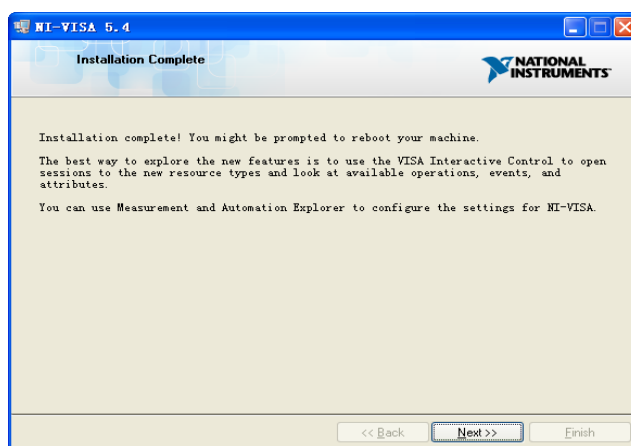 NI-VISA 5.4
Installation Complete
NATIONAL
INSTRUMENTS™
Installation complete! You might be prompted to reboot your machine.
The best way to explore the new features is to use the VISA Interactive Control to open
sessions to the new resource types and look at available operations, events, and
attributes.
You can use Measurement and Automation Explorer to configure the settings for NI-VISA.
<< Back
Next >>
Finish